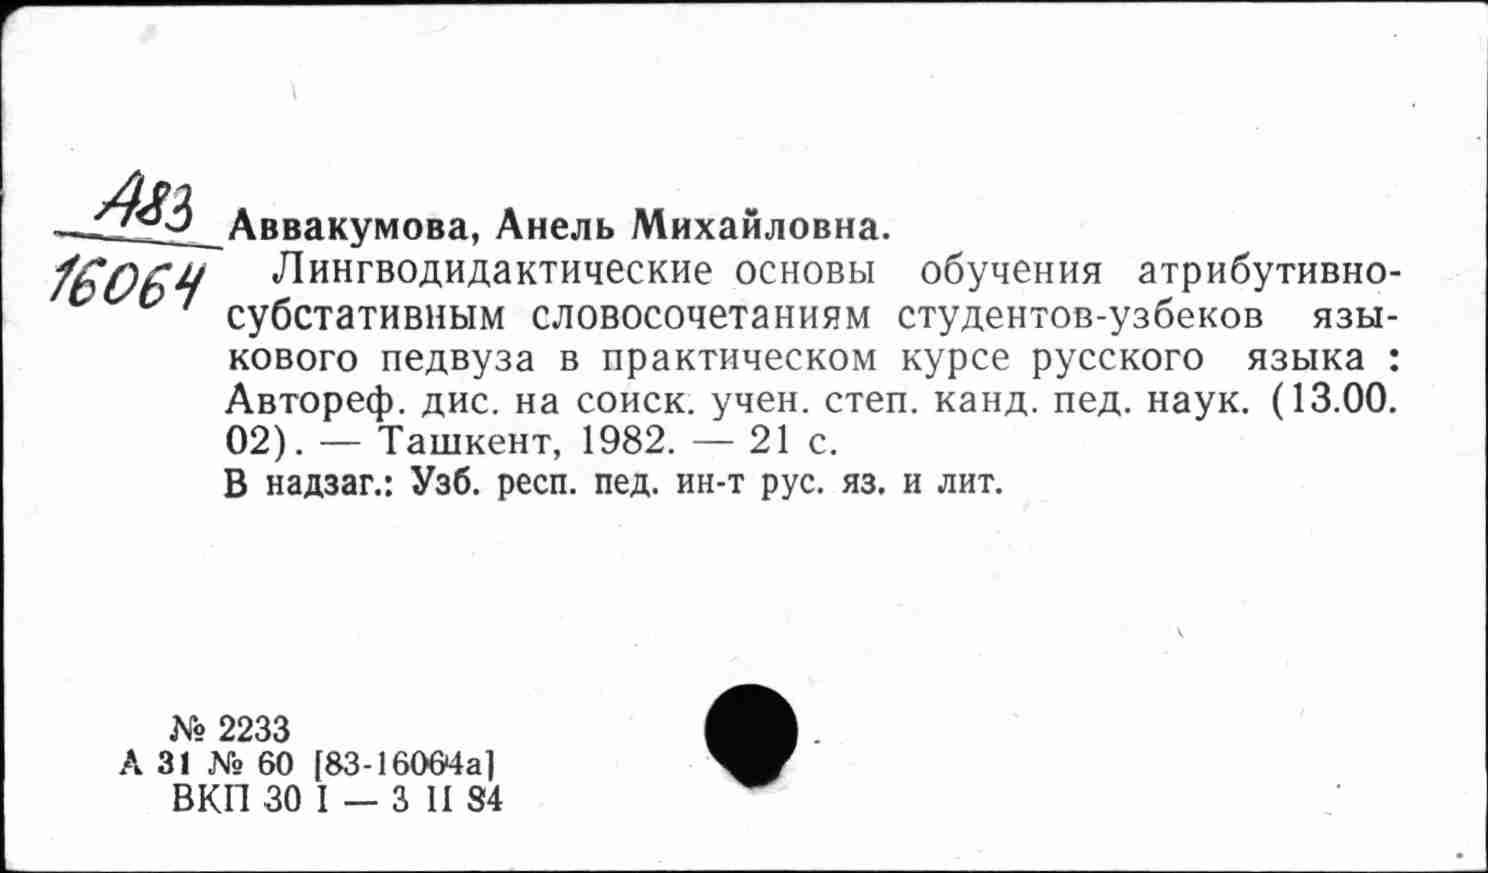 А83
16064
Аввакумова, Анель Михайловна.
Лингводидактические основы обучения атрибутивно-
субстативным словосочетаниям студентов-узбеков язы-
кового педвуза в практическом курсе русского языка :
Автореф. дис. на соиск. учен. степ. канд. пед. наук. (13.00.
02). — Ташкент, 1982. — 21 с.
В надзаг.: Узб. респ. пед. ин-т рус. яз. и лит.
№ 2233
А 31 № 60 [83-16064а]
ВКП 30 I — 3 II 84